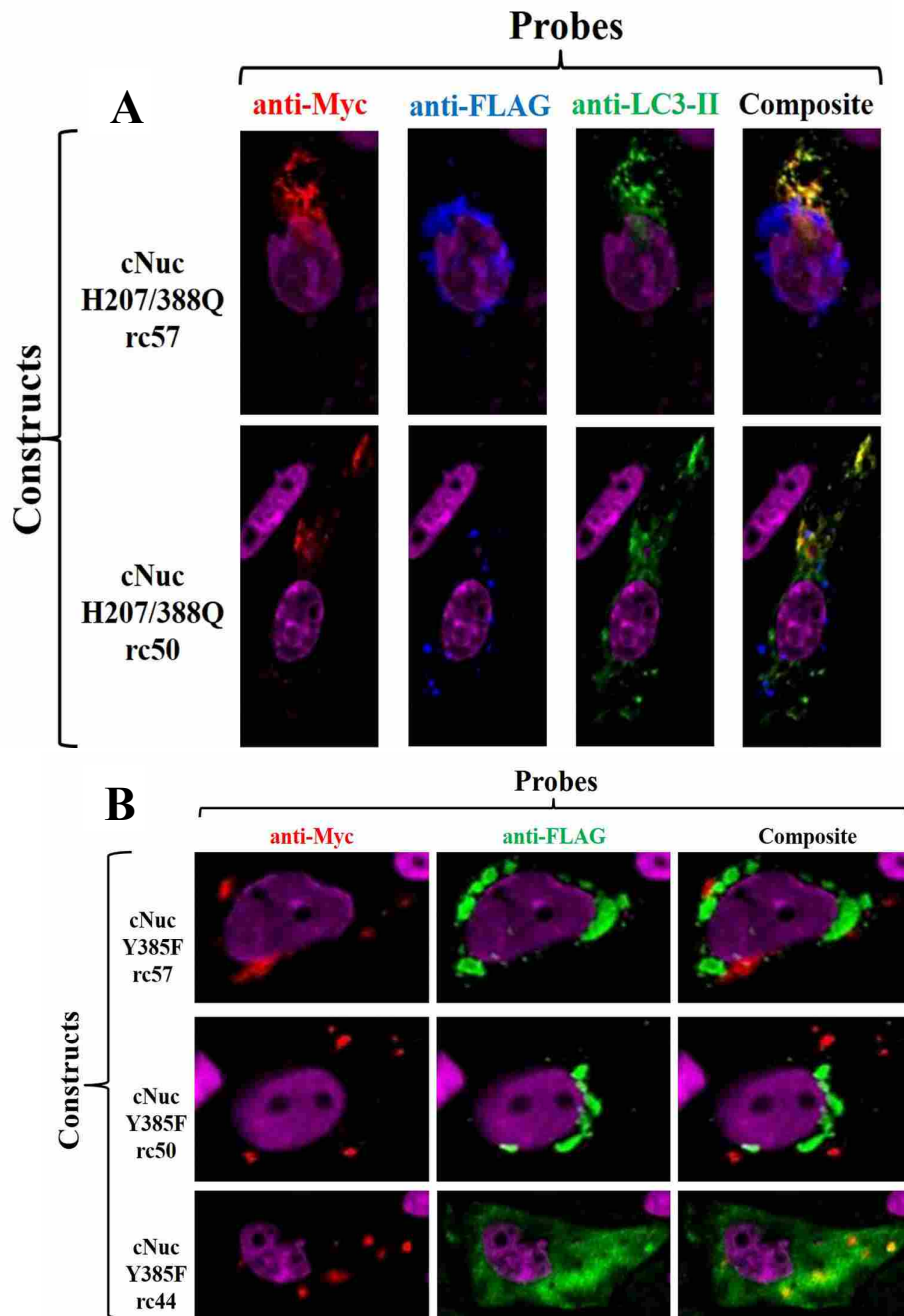 Probes
A
anti-Myc anti-FLAG anti-LC3-II Composite
Constructs
cNuc
H207/388Q
rc57
cNuc
H207/388Q
rc50
B
Probes
anti-Myc anti-FLAG Composite
Constructs
cNuc
Y385F
rc57
cNuc
Y385F
rc50
cNuc
Y385F
rc44